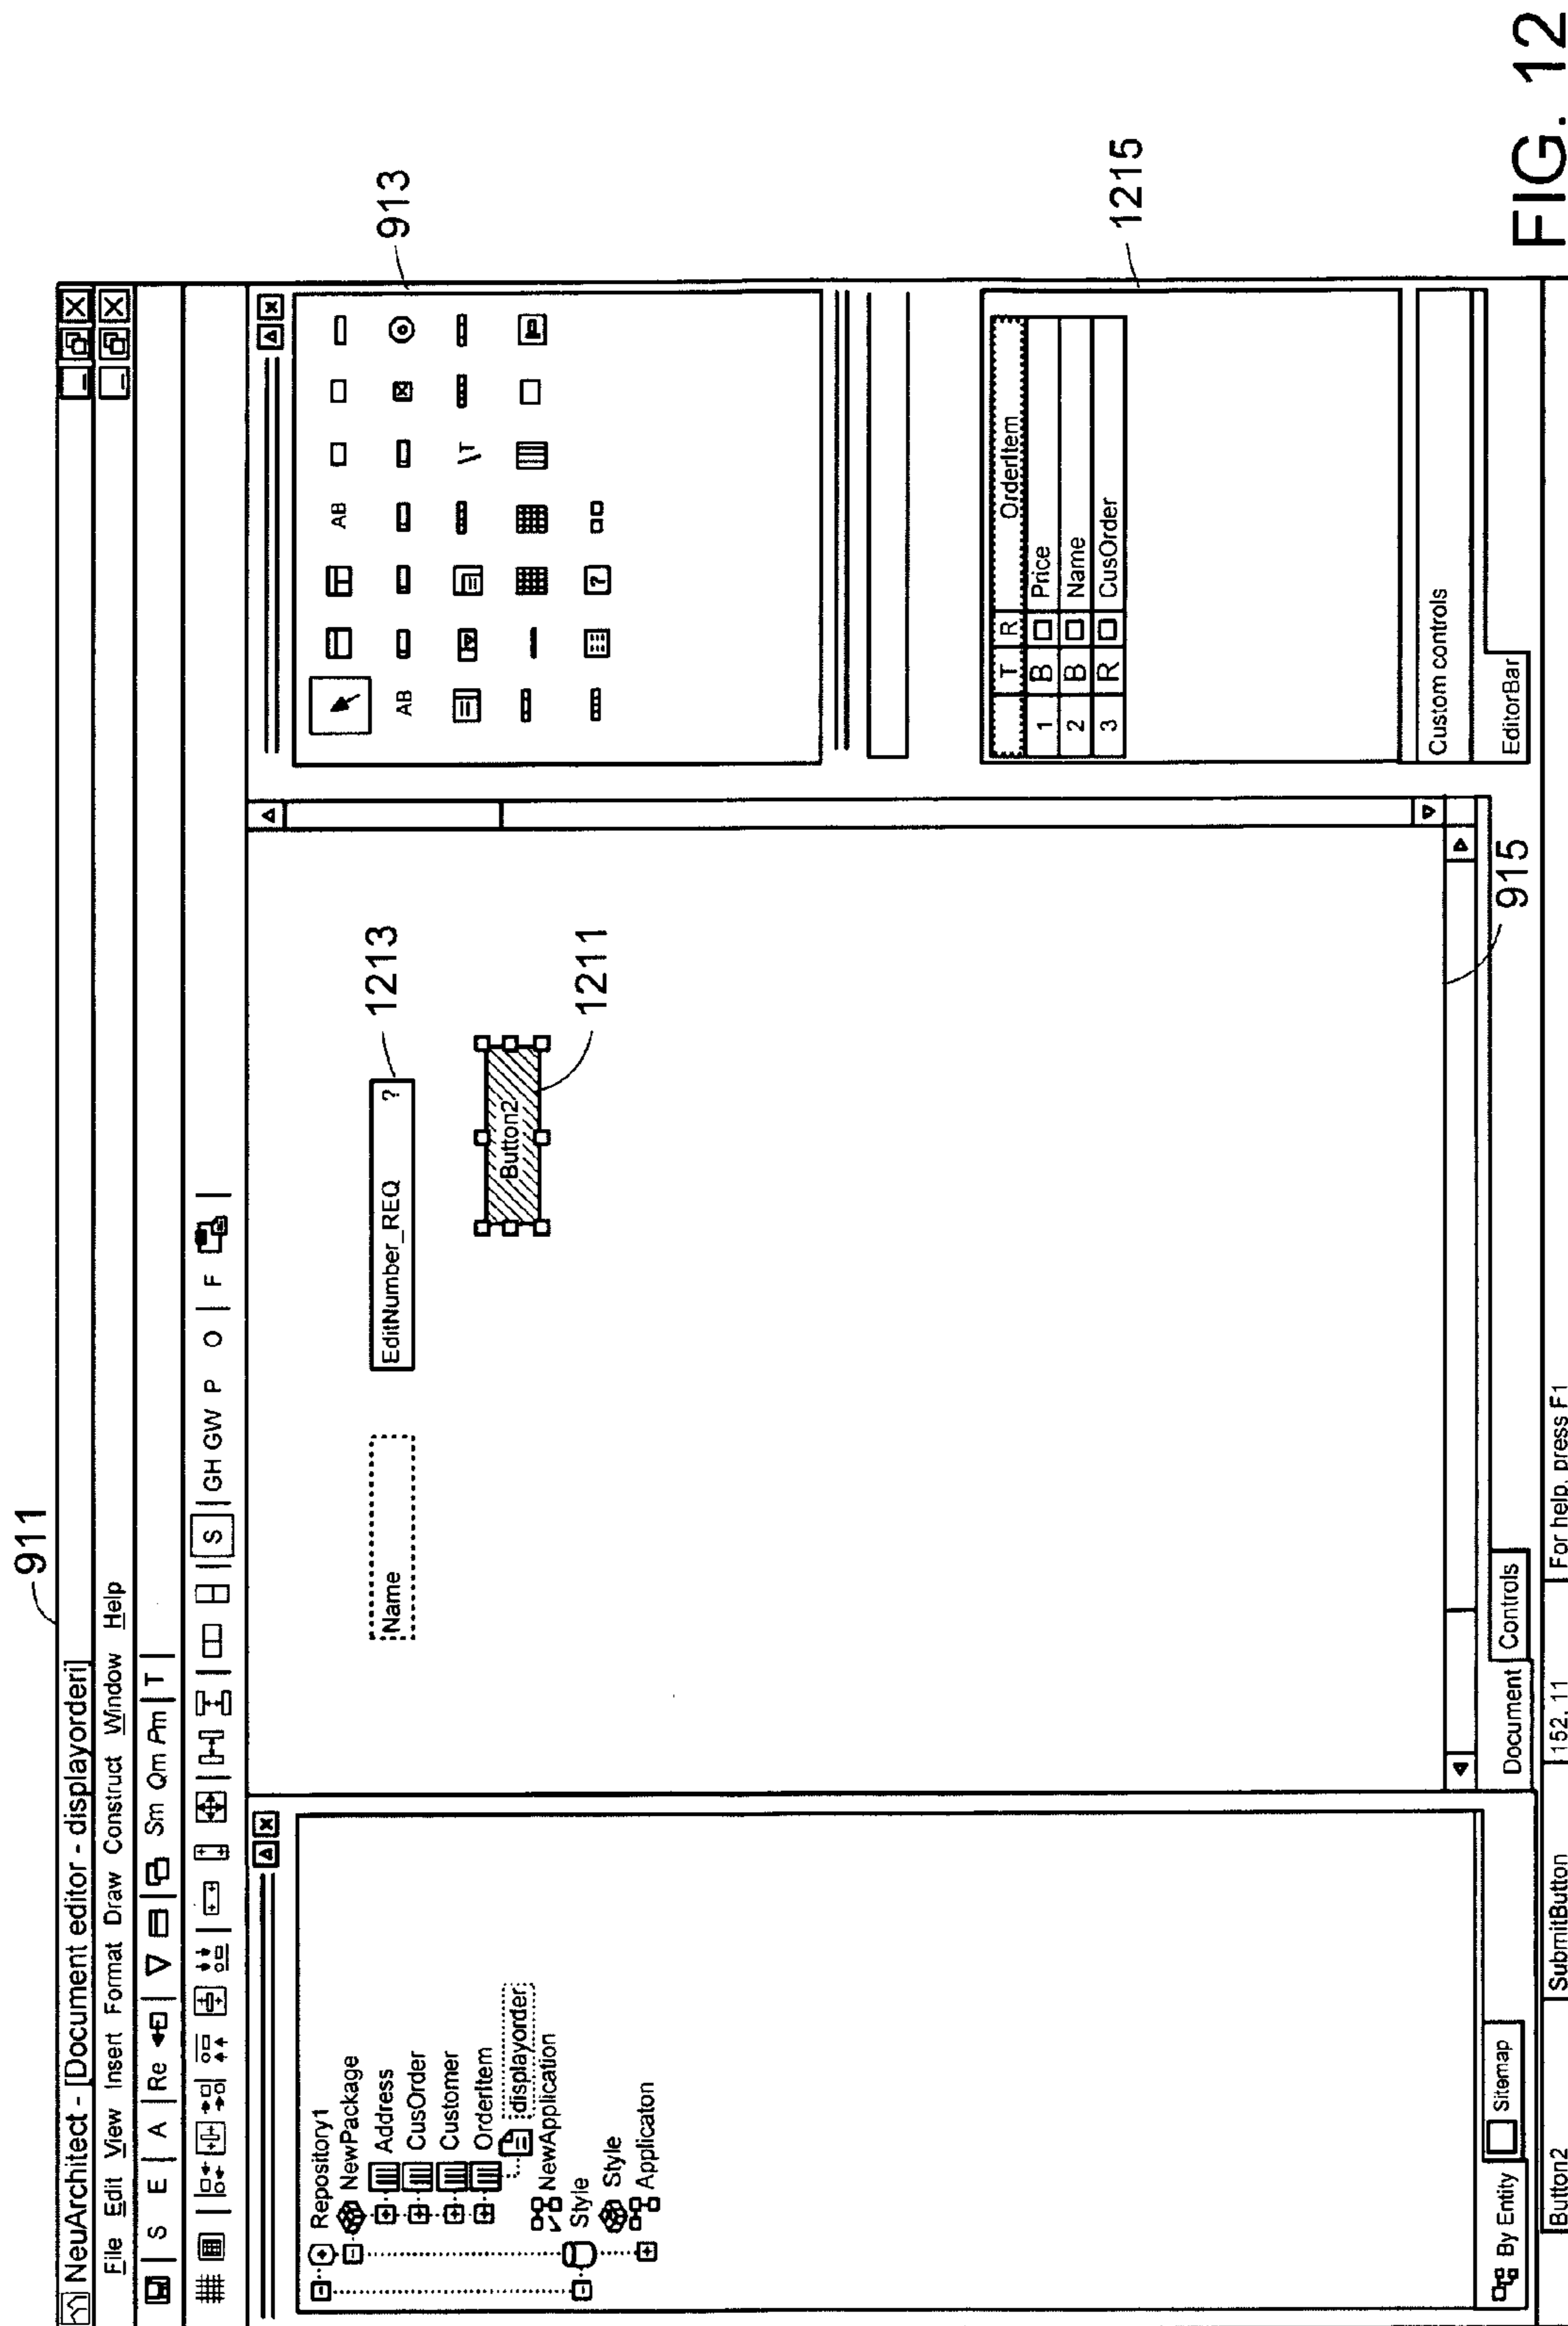 911
NeuArchitect - [Document editor - displayorderi]
File Edit View Insert Format Draw Construct Window Help
S E A Re Sm Qm Pm T
S GH GW P O F
Repository1
NewPackage
Address
CusOrder
Customer
OrderItem
displayorder
NewApplication
Style
Style
Applicaton
By Entity Sitemap
Name
EditNumber_REQ ?
1213
Button2
1211
Document Controls
915
AB
AB
\T
?
913
T R OrderItem
1 B Price
2 B Name
3 R CusOrder
1215
Custom controls
EditorBar
Button2 SubmitButton 152, 11 For help, press F1
FIG. 12